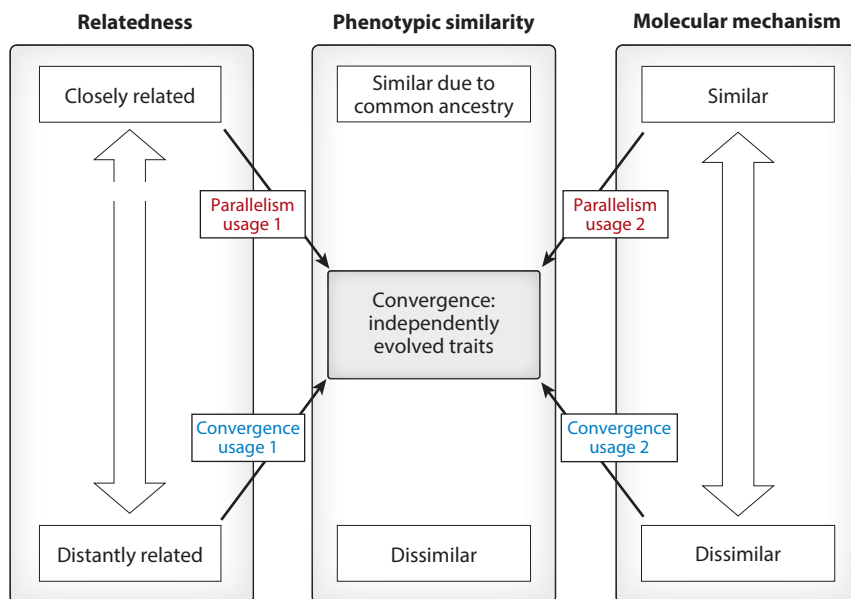 Relatedness
Phenotypic similarity
Molecular mechanism
Closely related
Similar due to
common ancestry
Similar
Parallelism
usage 1
Parallelism
usage 2
Convergence:
independently
evolved traits
Convergence
usage 1
Convergence
usage 2
Distantly related
Dissimilar
Dissimilar